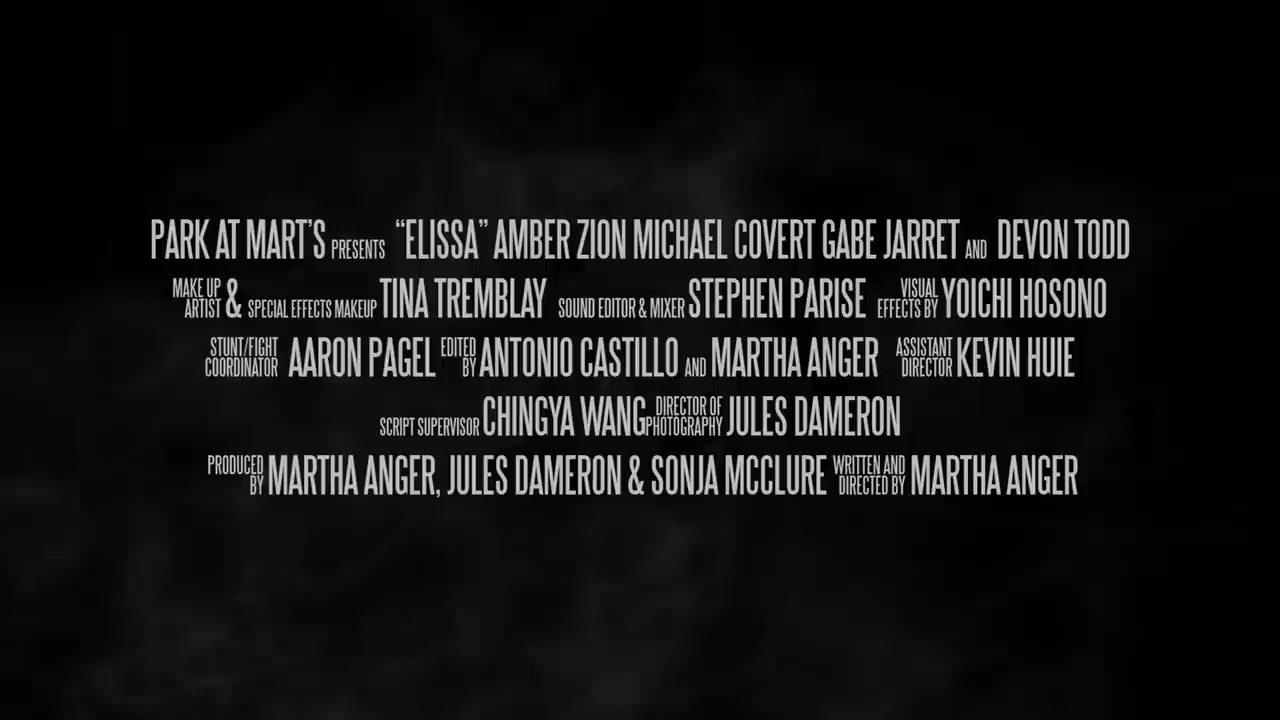 PARK AT MART'S PRESENTS “ELISSA” AMBER ZION MICHAEL COVERT GABE JARRET AND DEVON TODD
MAKE UP ARTIST & SPECIAL EFFECTS MAKEUP TINA TREMBLAY SOUND EDITOR & MIXER STEPHEN PARISE VISUAL EFFECTS BY YOICHI HOSONO
STUNT/FIGHT COORDINATOR AARON PAGEL EDITED BY ANTONIO CASTILLO AND MARTHA ANGER ASSISTANT DIRECTOR KEVIN HUIE
SCRIPT SUPERVISOR CHINGYA WANG DIRECTOR OF PHOTOGRAPHY JULES DAMERON
PRODUCED BY MARTHA ANGER, JULES DAMERON & SONJA MCCLURE WRITTEN AND DIRECTED BY MARTHA ANGER